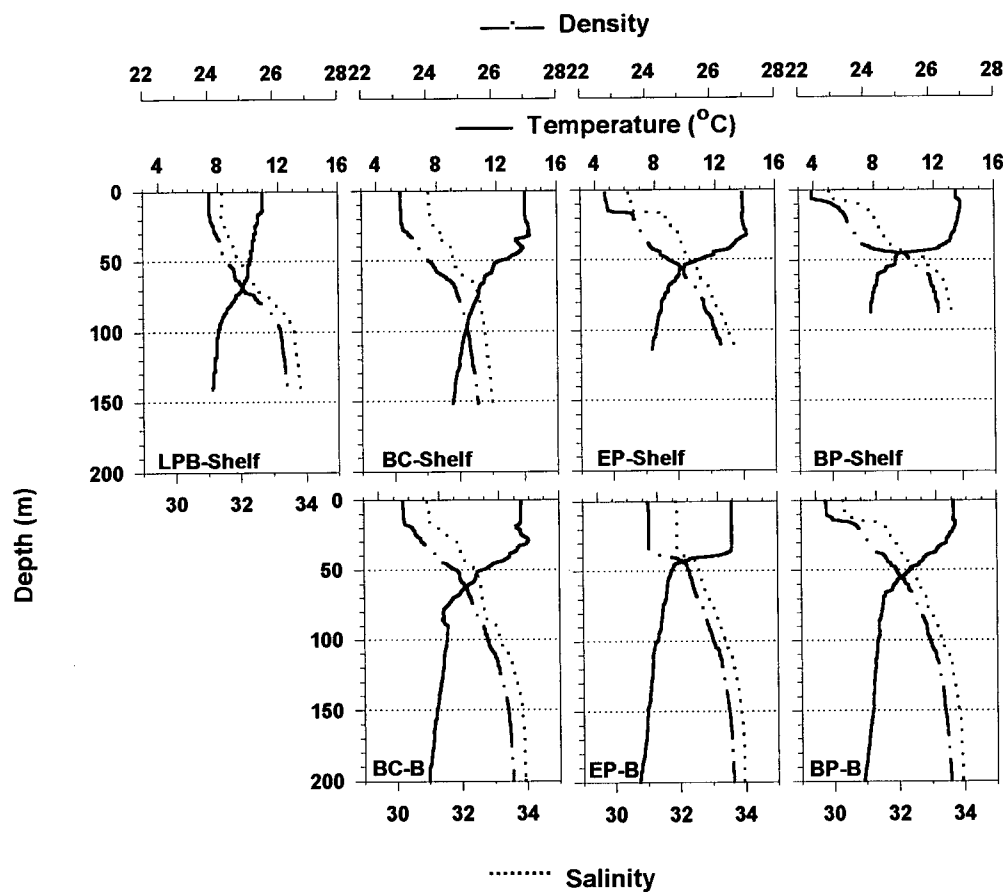 Density
22 24 26 28 22 24 26 28 22 24 26 28 22 24 26 28
Temperature (°C)
4 8 12 16 4 8 12 16 4 8 12 16 4 8 12 16
0
50
100
150
200
LPB-Shelf
BC-Shelf
EP-Shelf
BP-Shelf
30 32 34
0
50
100
150
200
BC-B
EP-B
BP-B
30 32 34 30 32 34 30 32 34
Depth (m)
Salinity